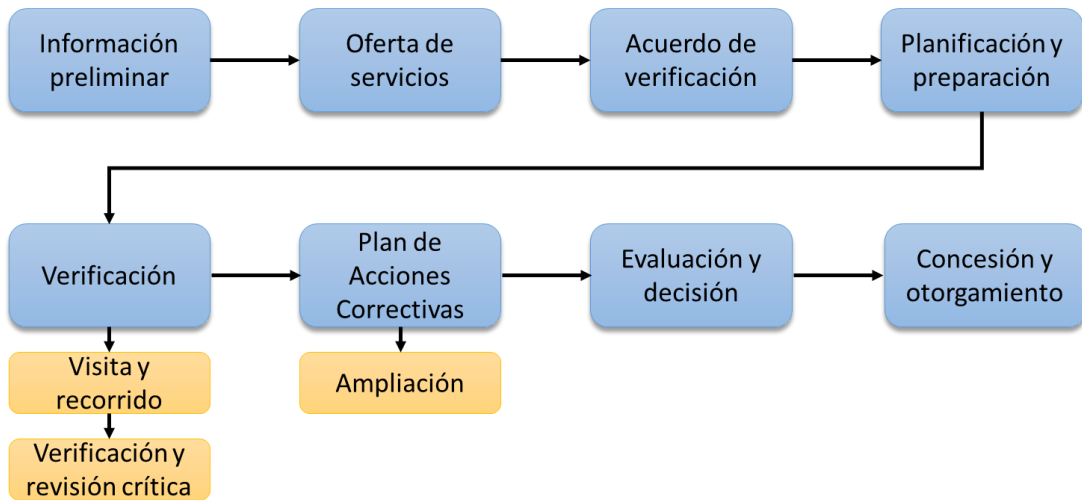 Información
preliminar
Oferta de
servicios
Acuerdo de
verificación
Planificación y
preparación
Verificación
Plan de
Acciones
Correctivas
Evaluación y
decisión
Concesión y
otorgamiento
Visita y
recorrido
Ampliación
Verificación y
revisión crítica